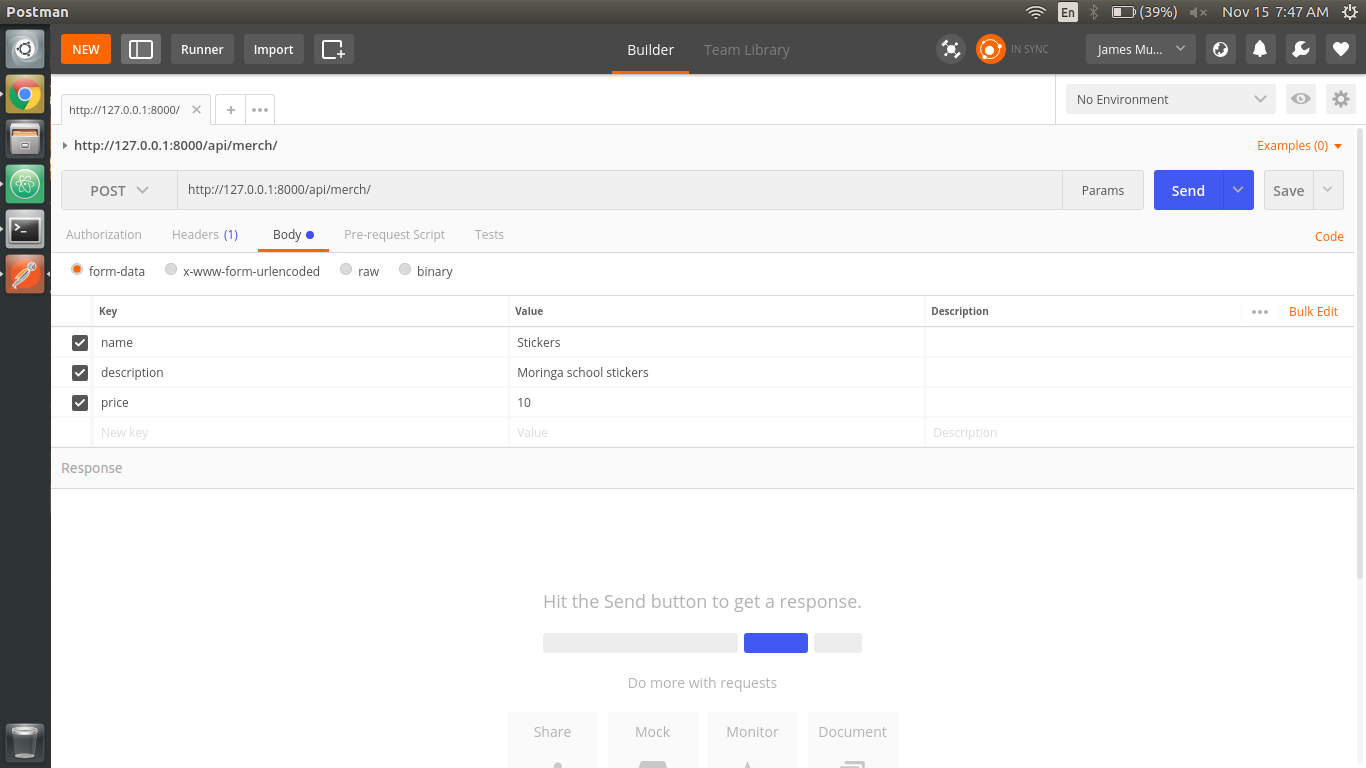 Postman
En
(39%)
Nov 15 7:47 AM
NEW
Runner
Import
Builder
Team Library
IN SYNC
James Mu...
http://127.0.0.1:8000/
No Environment
http://127.0.0.1:8000/api/merch/
Examples (0)
POST
http://127.0.0.1:8000/api/merch/
Params
Send
Save
Authorization
Headers (1)
Body
Pre-request Script
Tests
Code
form-data
x-www-form-urlencoded
raw
binary
Key
Value
Description
Bulk Edit
name
Stickers
description
Moringa school stickers
price
10
New key
Value
Description
Response
Hit the Send button to get a response.
Do more with requests
Share
Mock
Monitor
Document